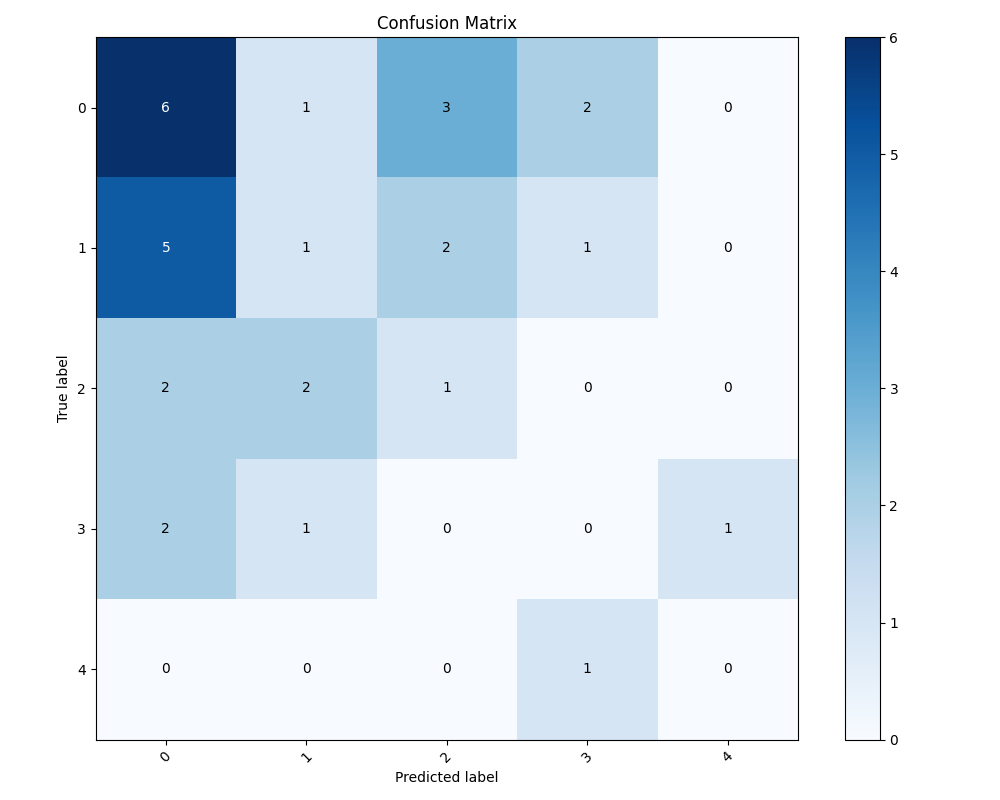 Confusion Matrix
0 6 1 3 2 0
1 5 1 2 1 0
2 2 2 1 0 0
3 2 1 0 0 1
4 0 0 0 1 0
0 1 2 3 4
True label
Predicted label
6
5
4
3
2
1
0